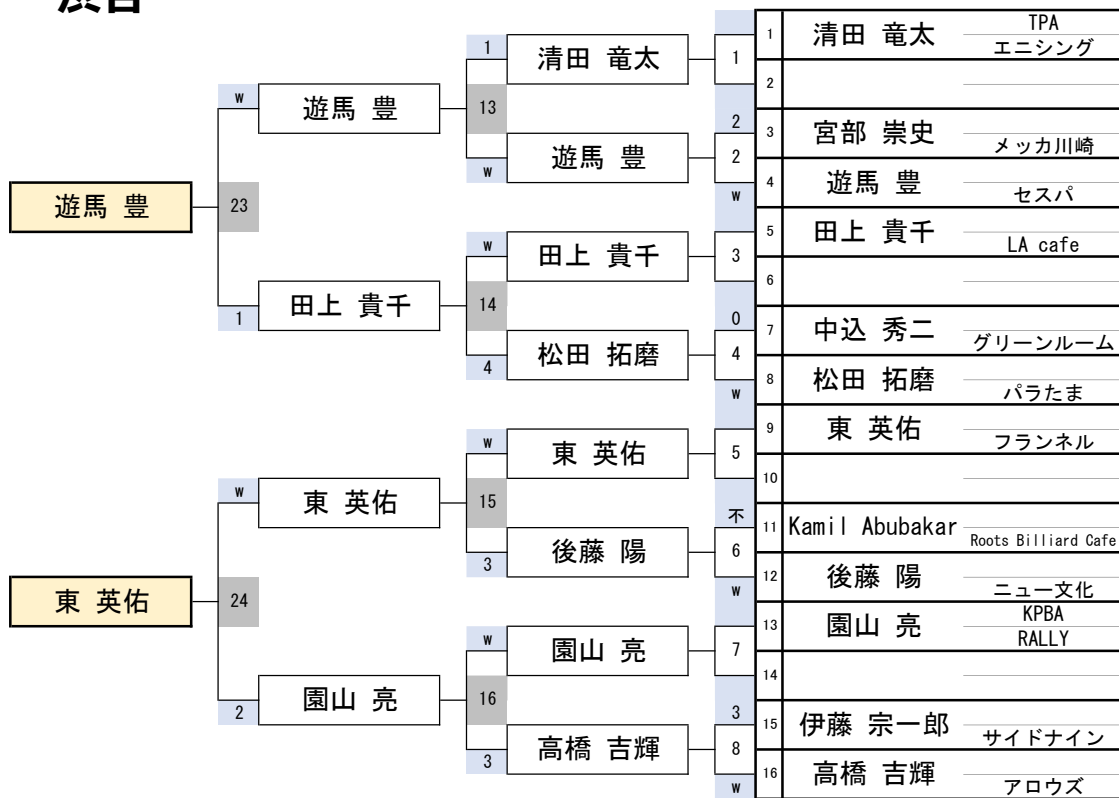 1 清田 竜太 TPA
エニシング
2
3 宮部 崇史 メッカ川崎
4 遊馬 豊 セスパ
5 田上 貴千 LA cafe
6
7 中込 秀二 グリーンルーム
8 松田 拓磨 パラたま
9 東 英佑 フランネル
10
11 Kamil Abubakar Roots Billiard Cafe
12 後藤 陽 ニュー文化
13 園山 亮 KPBA
RALLY
14
15 伊藤 宗一郎 サイドナイン
16 高橋 吉輝 アロウズ
1
2
2
W
3
0
4
W
5
不
6
W
7
3
8
W
1 清田 竜太
13
W 遊馬 豊
W 田上 貴千
14
4 松田 拓磨
W 東 英佑
15
3 後藤 陽
W 園山 亮
16
3 高橋 吉輝
W 遊馬 豊
23
1 田上 貴千
W 東 英佑
24
2 園山 亮
遊馬 豊
東 英佑